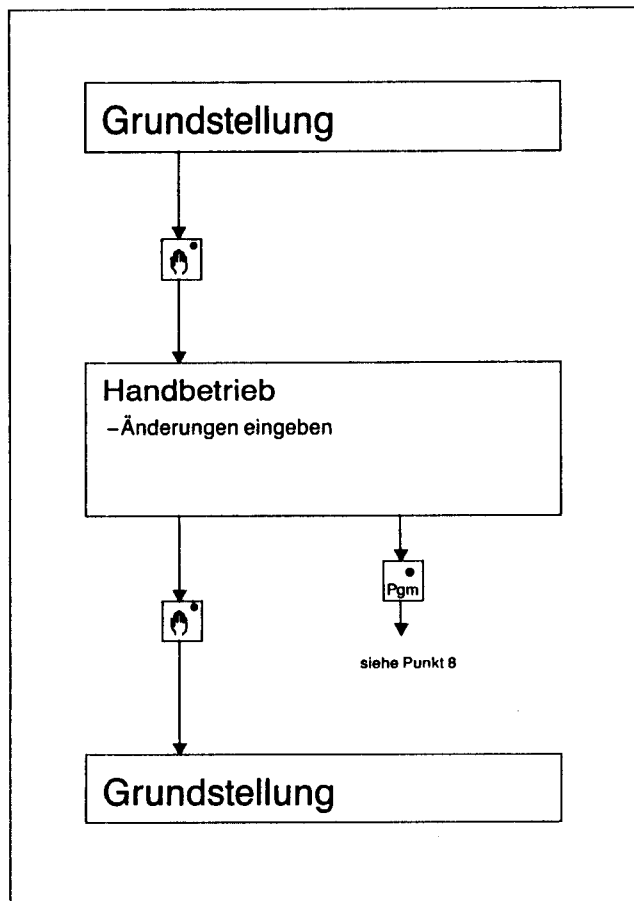 Grundstellung
Handbetrieb
–Änderungen eingeben
Pgm
siehe Punkt 8
Grundstellung